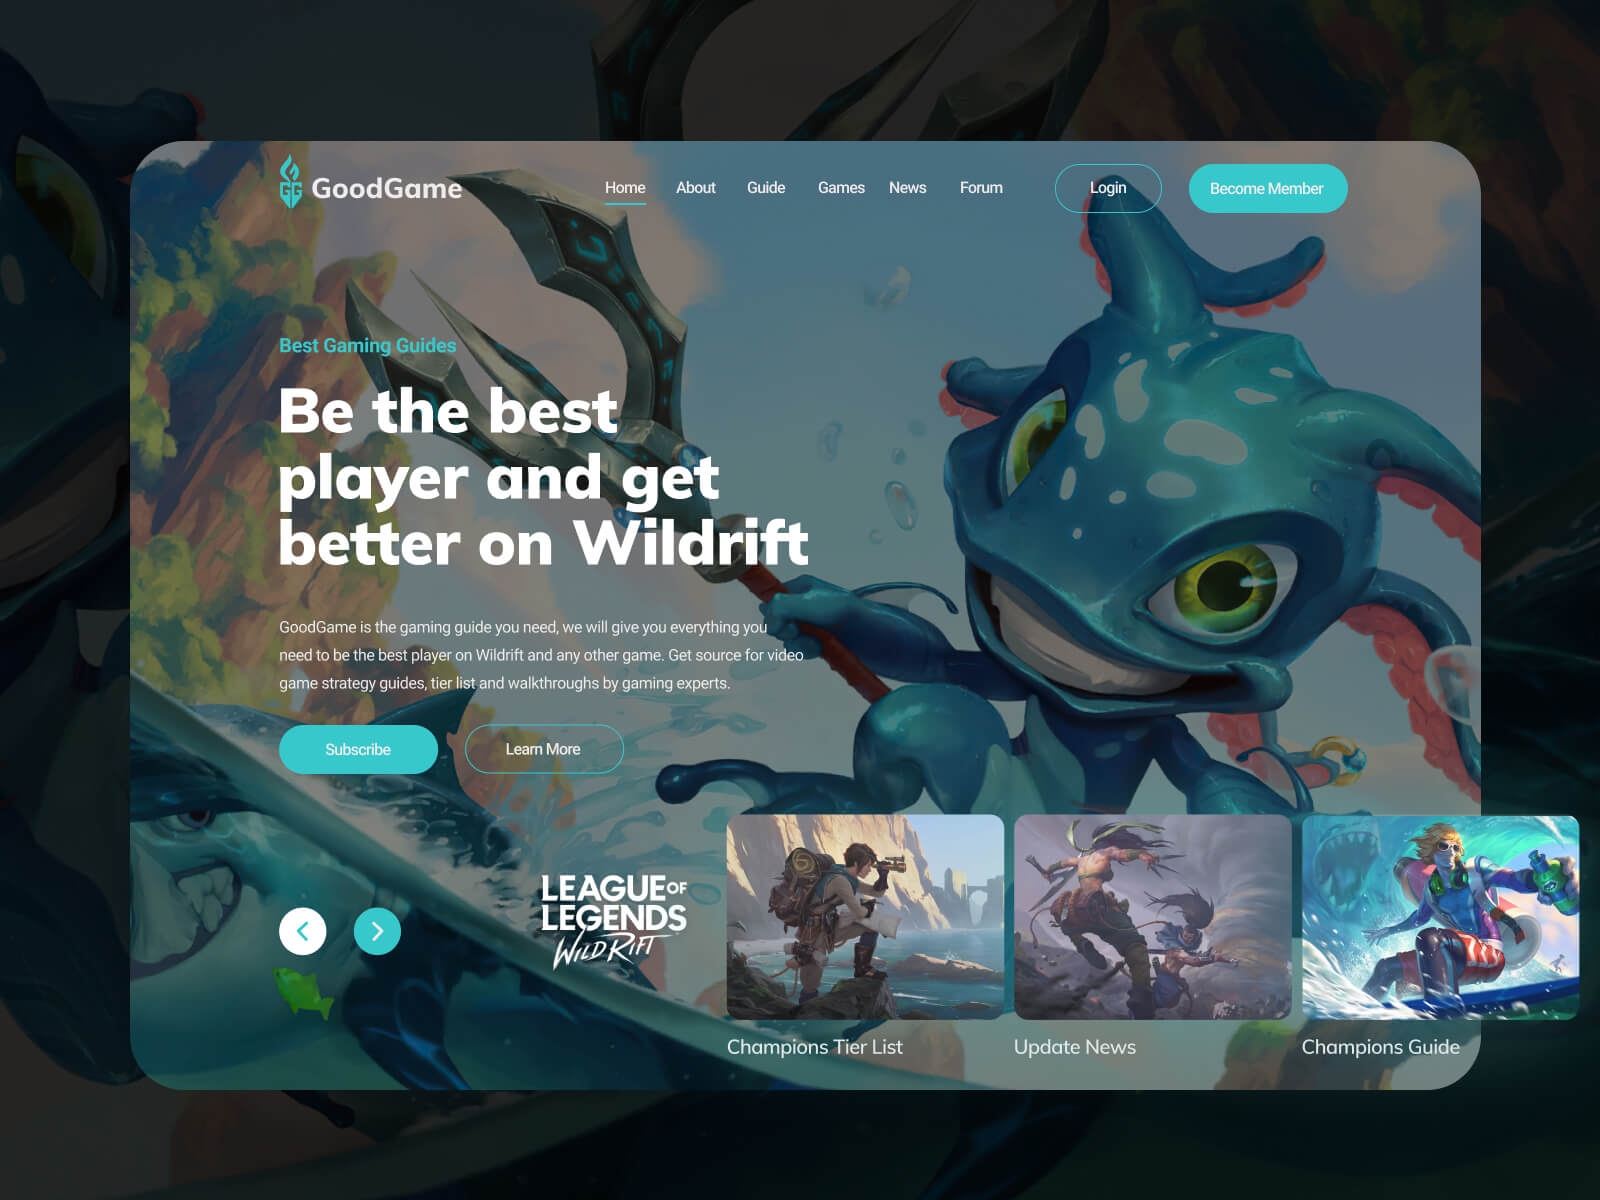 GG GoodGame
Home About Guide Games News Forum Login Become Member
Best Gaming Guides
Be the best
player and get
better on Wildrift
GoodGame is the gaming guide you need, we will give you everything you
need to be the best player on Wildrift and any other game. Get source for video
game strategy guides, tier list and walkthroughs by gaming experts.
Subscribe Learn More
LEAGUE OF
LEGENDS
WILD RIFT
Champions Tier List Update News Champions Guide